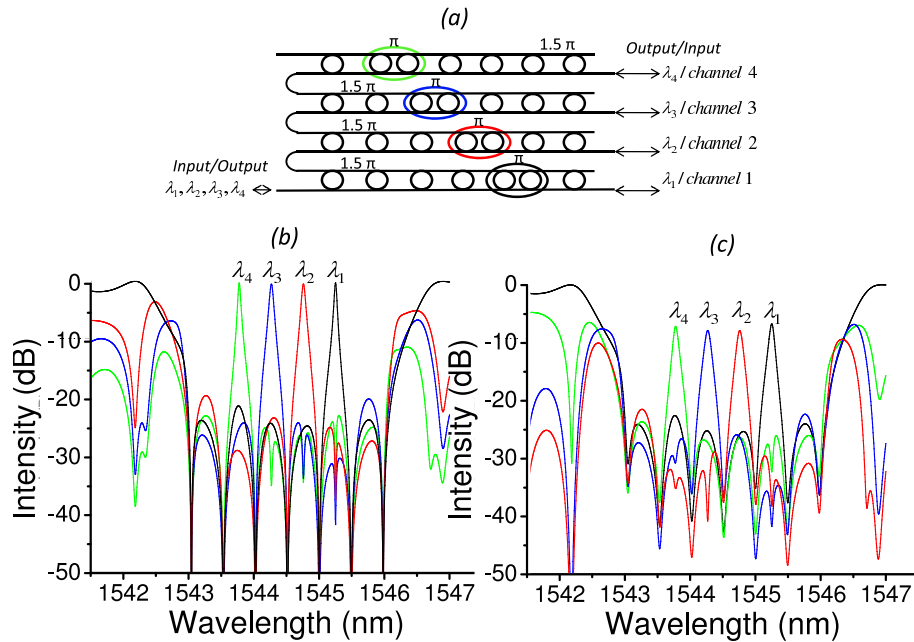 (a)
π
1.5 π
Output/Input
λ4 / channel 4
1.5 π
π
λ3 / channel 3
1.5 π
π
λ2 / channel 2
1.5 π
π
Input/Output
λ1, λ2, λ3, λ4
λ1 / channel 1
(b)
λ4 λ3 λ2 λ1
0
-10
-20
-30
-40
-50
Intensity (dB)
1542 1543 1544 1545 1546 1547
Wavelength (nm)
(c)
λ4 λ3 λ2 λ1
0
-10
-20
-30
-40
-50
Intensity (dB)
1542 1543 1544 1545 1546 1547
Wavelength (nm)